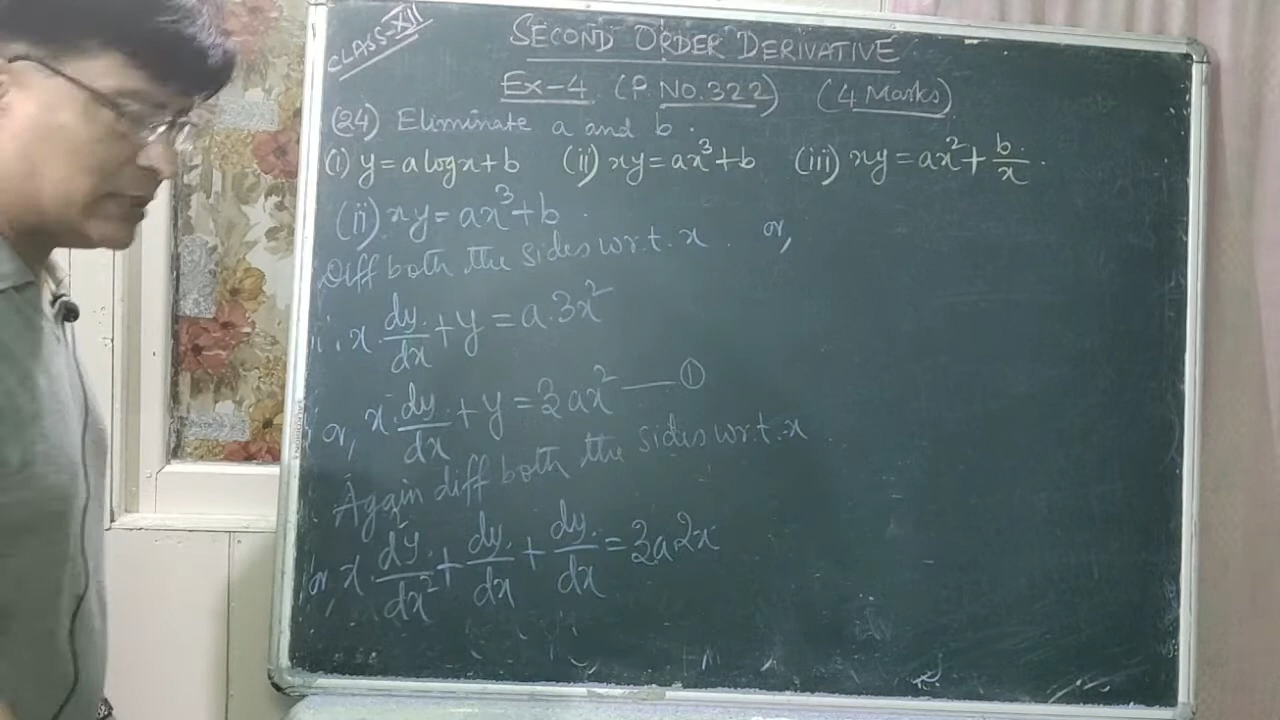 CLASS-XII
SECOND ORDER DERIVATIVE
Ex-4 (P. NO. 322) (4 Marks)
(24) Eliminate a and b.
(i) y = a log x + b (ii) xy = ax³ + b (iii) xy = ax² + b/x.
(ii) xy = ax³ + b.
Diff both the sides w.r.t. x. or,
∴ x. dy/dx + y = a.3x²
or, x. dy/dx + y = 3ax² —— ①
Again diff both the sides w.r.t. x
or, x. d²y/dx² + dy/dx + dy/dx = 3a2x